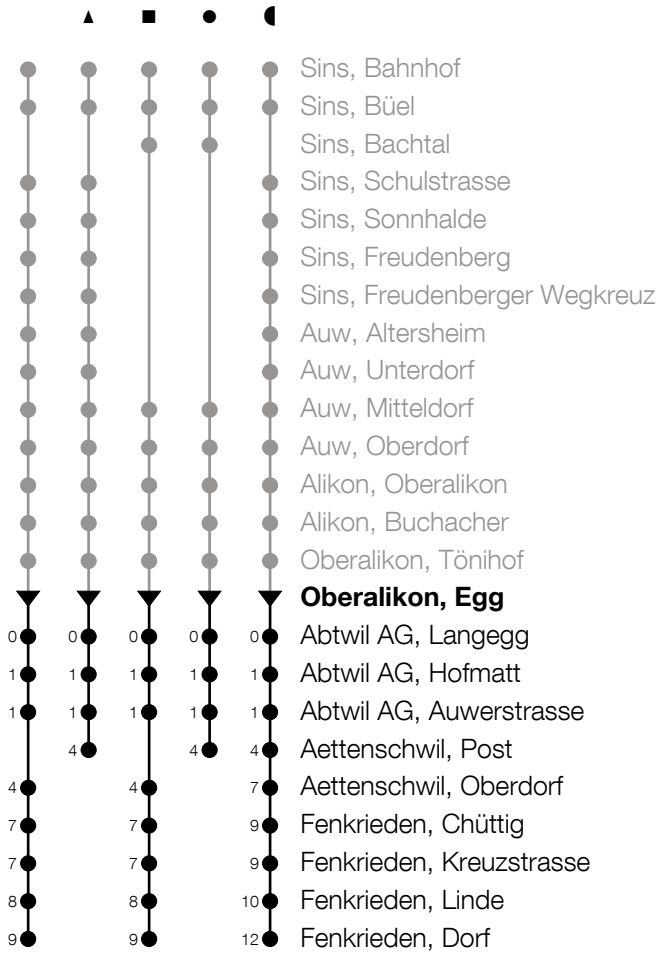 ▲ ■ ● ◖
Sins, Bahnhof
Sins, Büel
Sins, Bachtal
Sins, Schulstrasse
Sins, Sonnhalde
Sins, Freudenberg
Sins, Freudenberger Wegkreuz
Auw, Altersheim
Auw, Unterdorf
Auw, Mitteldorf
Auw, Oberdorf
Alikon, Oberalikon
Alikon, Buchacher
Oberalikon, Tönihof
Oberalikon, Egg
0 0 0 0 0 Abtwil AG, Langegg
1 1 1 1 1 Abtwil AG, Hofmatt
1 1 1 1 1 Abtwil AG, Auwerstrasse
4 4 4 Aettenschwil, Post
4 4 7 Aettenschwil, Oberdorf
7 7 9 Fenkrieden, Chüttig
7 7 9 Fenkrieden, Kreuzstrasse
8 8 10 Fenkrieden, Linde
9 9 12 Fenkrieden, Dorf